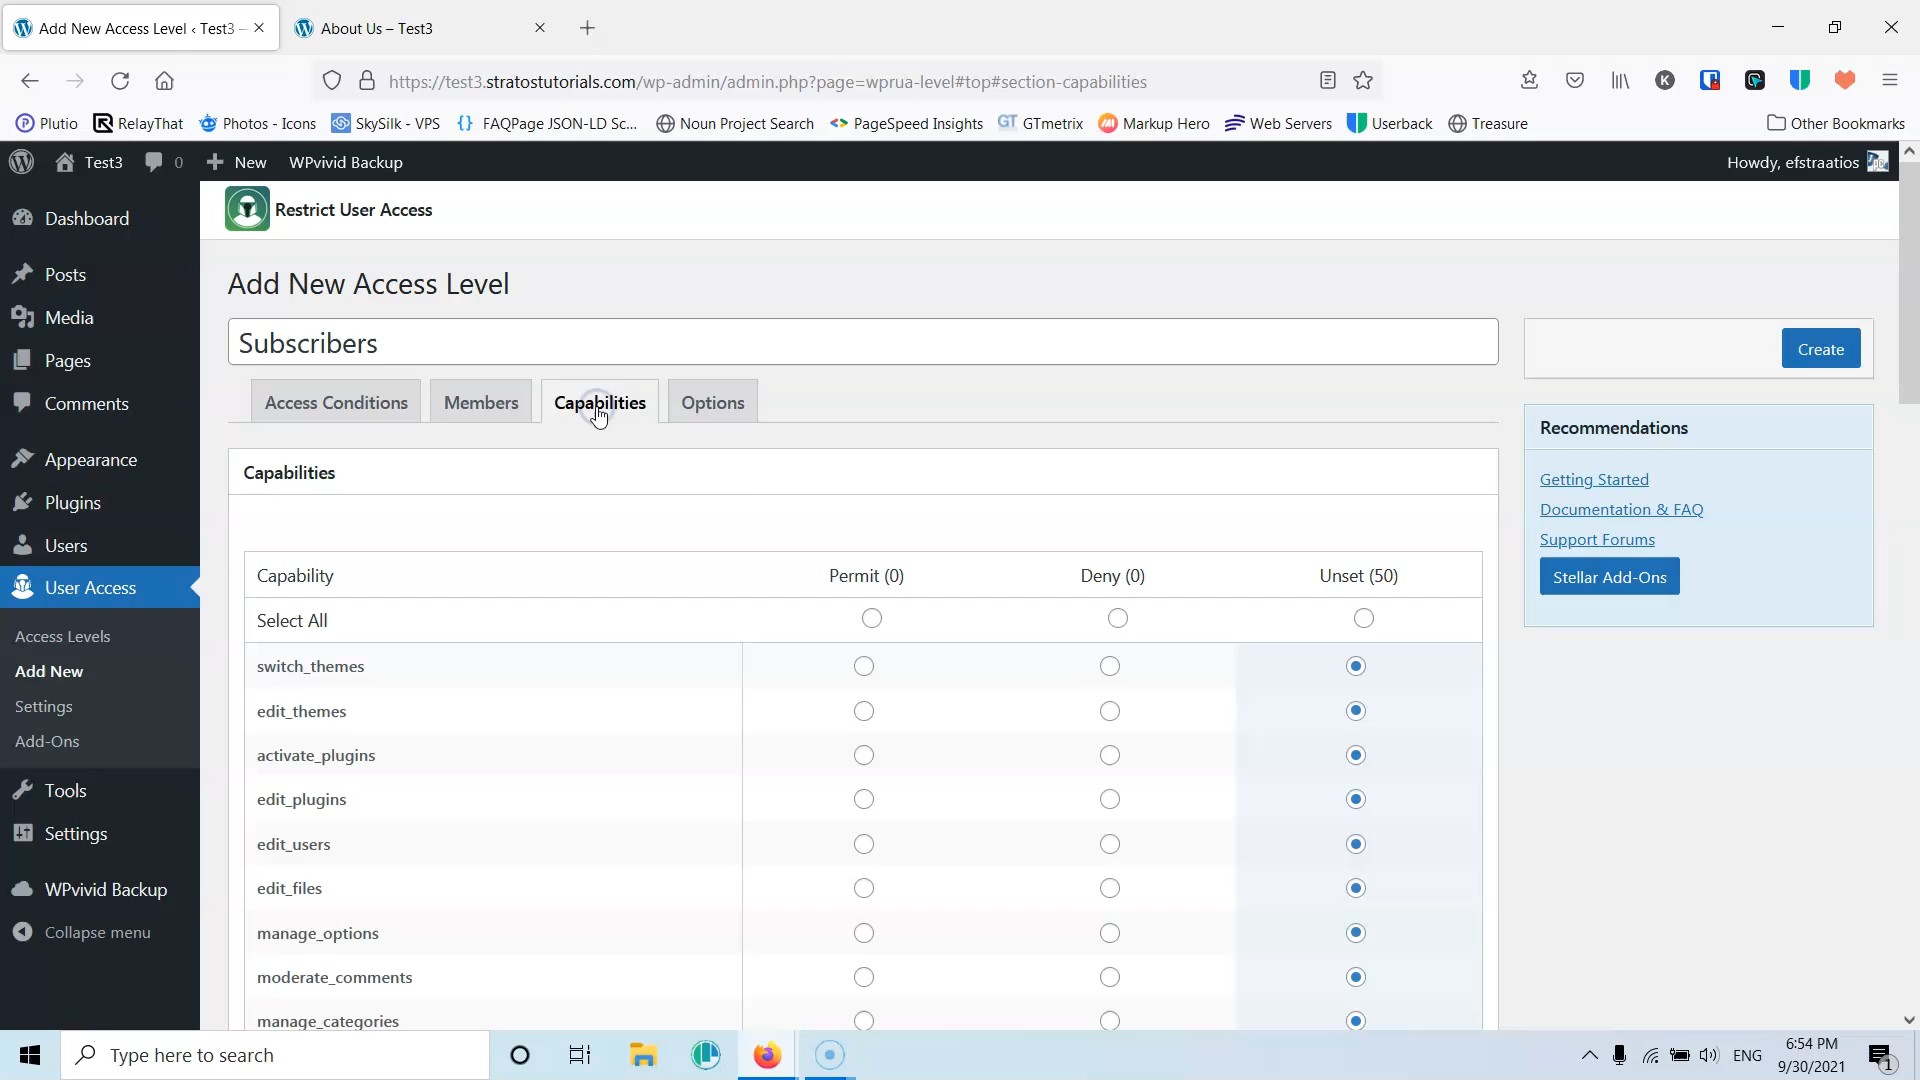 Add New Access Level ‹ Test3 —
About Us – Test3
https://test3.stratostutorials.com/wp-admin/admin.php?page=wprua-level#top#section-capabilities
Plutio
RelayThat
Photos - Icons
SkySilk - VPS
FAQPage JSON-LD Sc...
Noun Project Search
PageSpeed Insights
GTmetrix
Markup Hero
Web Servers
Userback
Treasure
Other Bookmarks
Test3
0
New
WPvivid Backup
Howdy, efstraatios
Restrict User Access
Dashboard
Posts
Media
Pages
Comments
Appearance
Plugins
Users
User Access
Access Levels
Add New
Settings
Add-Ons
Tools
Settings
WPvivid Backup
Collapse menu
Add New Access Level
Subscribers
Create
Access Conditions
Members
Capabilities
Options
Recommendations
Getting Started
Documentation & FAQ
Support Forums
Stellar Add-Ons
Capabilities
Capability Permit (0) Deny (0) Unset (50)
Select All
switch_themes
edit_themes
activate_plugins
edit_plugins
edit_users
edit_files
manage_options
moderate_comments
manage_categories
Type here to search
ENG
6:54 PM
9/30/2021
1